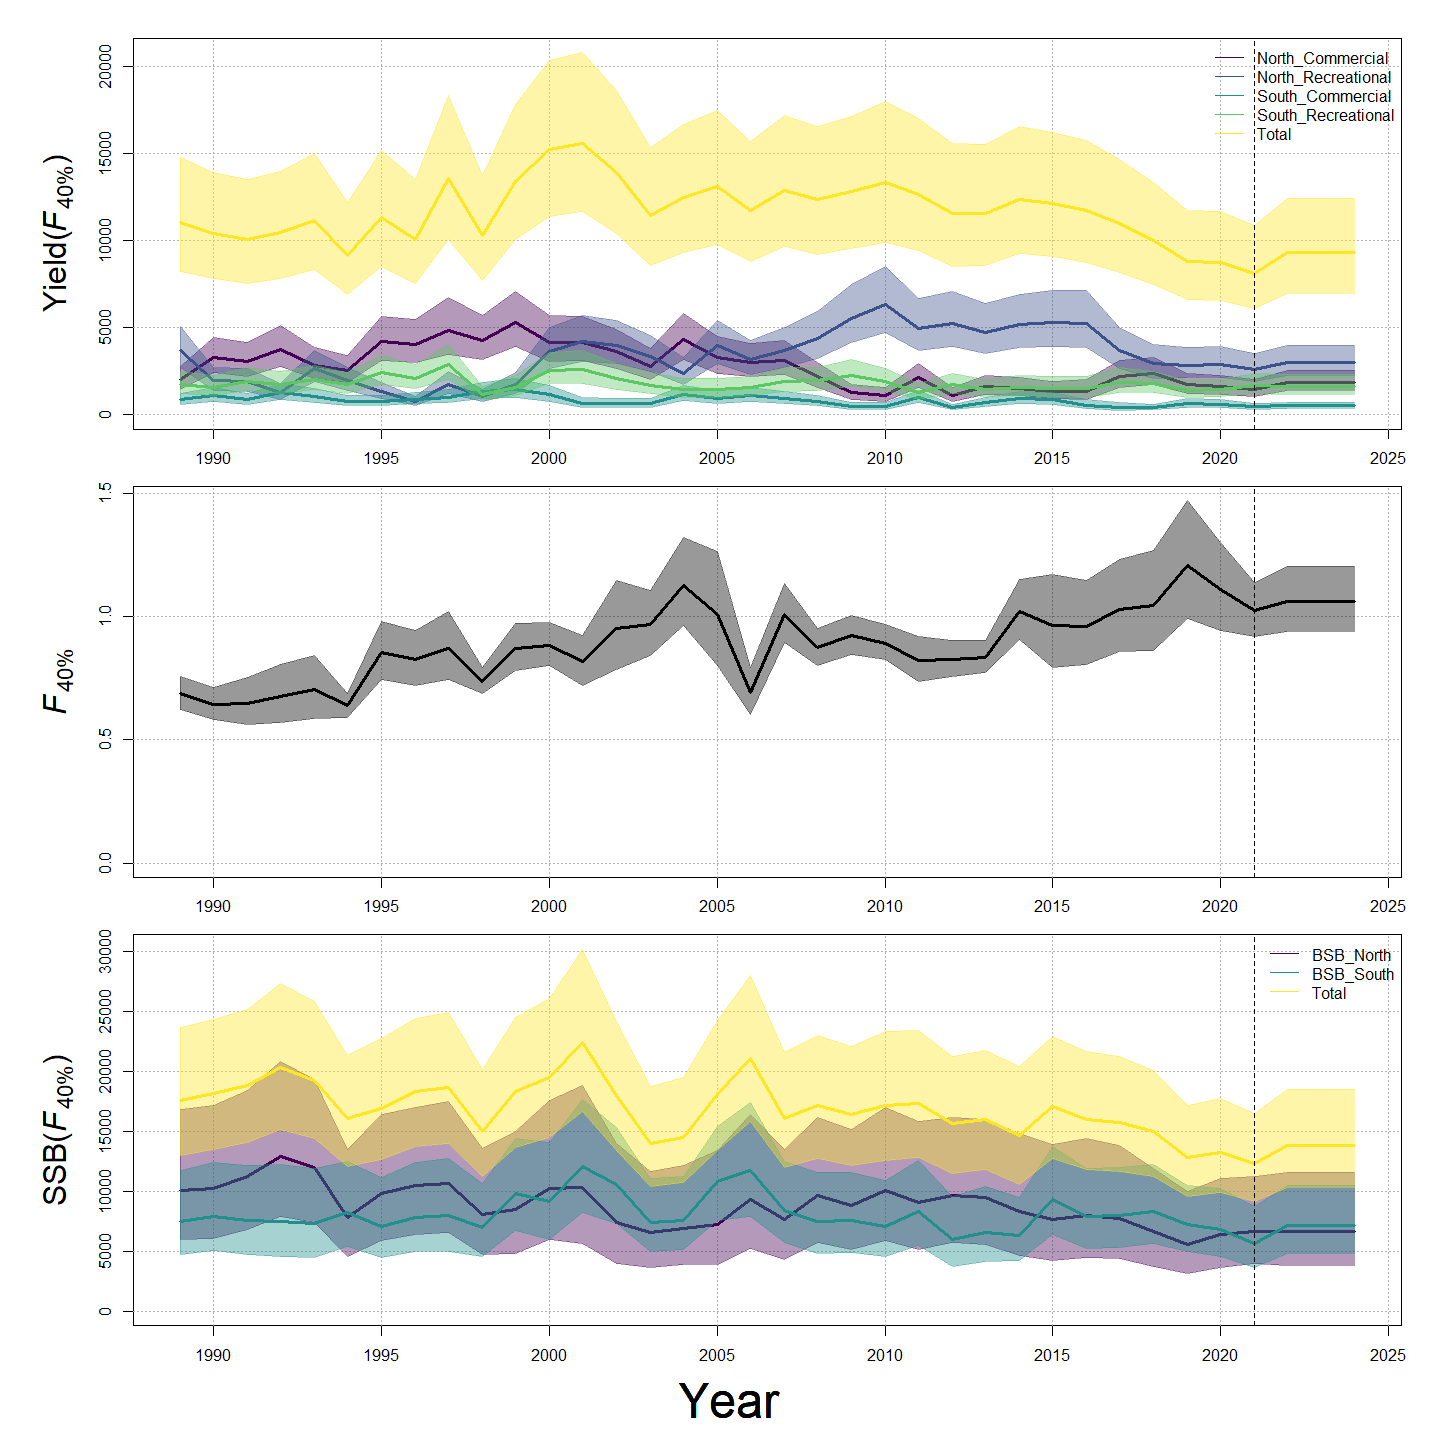 Yield(F40%)
20000
15000
10000
5000
0
North_Commercial
North_Recreational
South_Commercial
South_Recreational
Total
1990 1995 2000 2005 2010 2015 2020 2025
F40%
1.5
1.0
0.5
0.0
1990 1995 2000 2005 2010 2015 2020 2025
SSB(F40%)
30000
25000
20000
15000
10000
5000
0
BSB_North
BSB_South
Total
1990 1995 2000 2005 2010 2015 2020 2025
Year